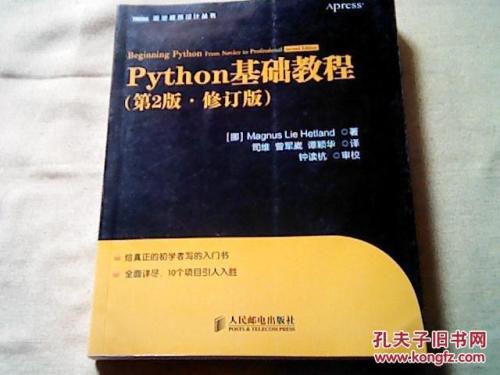 Apress®
图灵程序设计丛书
Beginning Python From Novice to Professional Second Edition
Python基础教程
(第2版·修订版)
[挪] Magnus Lie Hetland ◎著
司维 曾军崴 谭颖华 ◎译
钟读杭 ◎审校
给真正的初学者写的入门书
全面详尽，10个项目引人入胜
人民邮电出版社
POSTS & TELECOM PRESS
孔夫子旧书网
www.kongfz.com